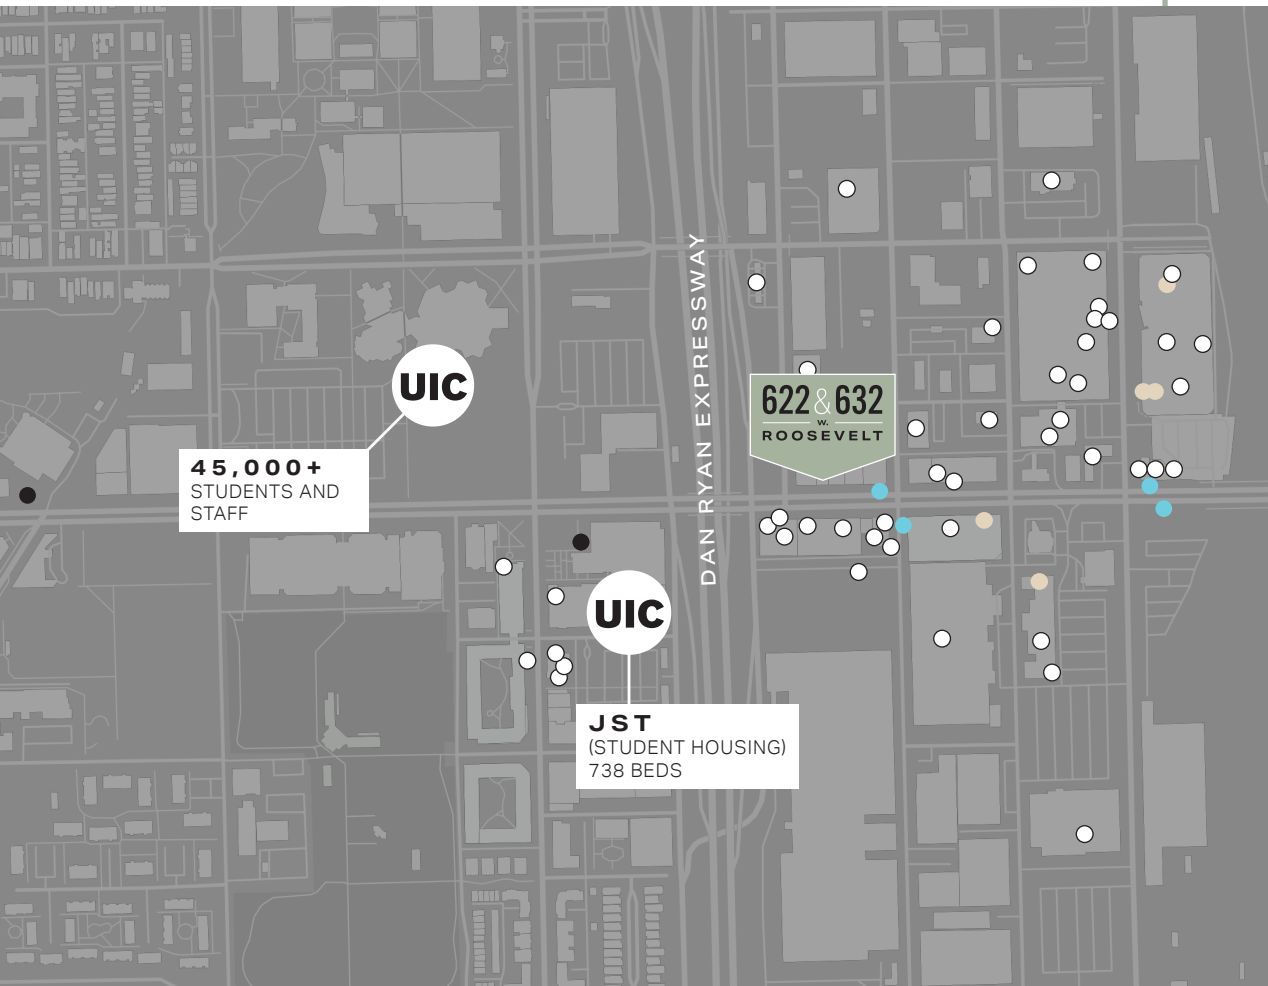 DAN RYAN EXPRESSWAY
UIC
622 & 632
W.
ROOSEVELT
45,000+
STUDENTS AND
STAFF
UIC
JST
(STUDENT HOUSING)
738 BEDS